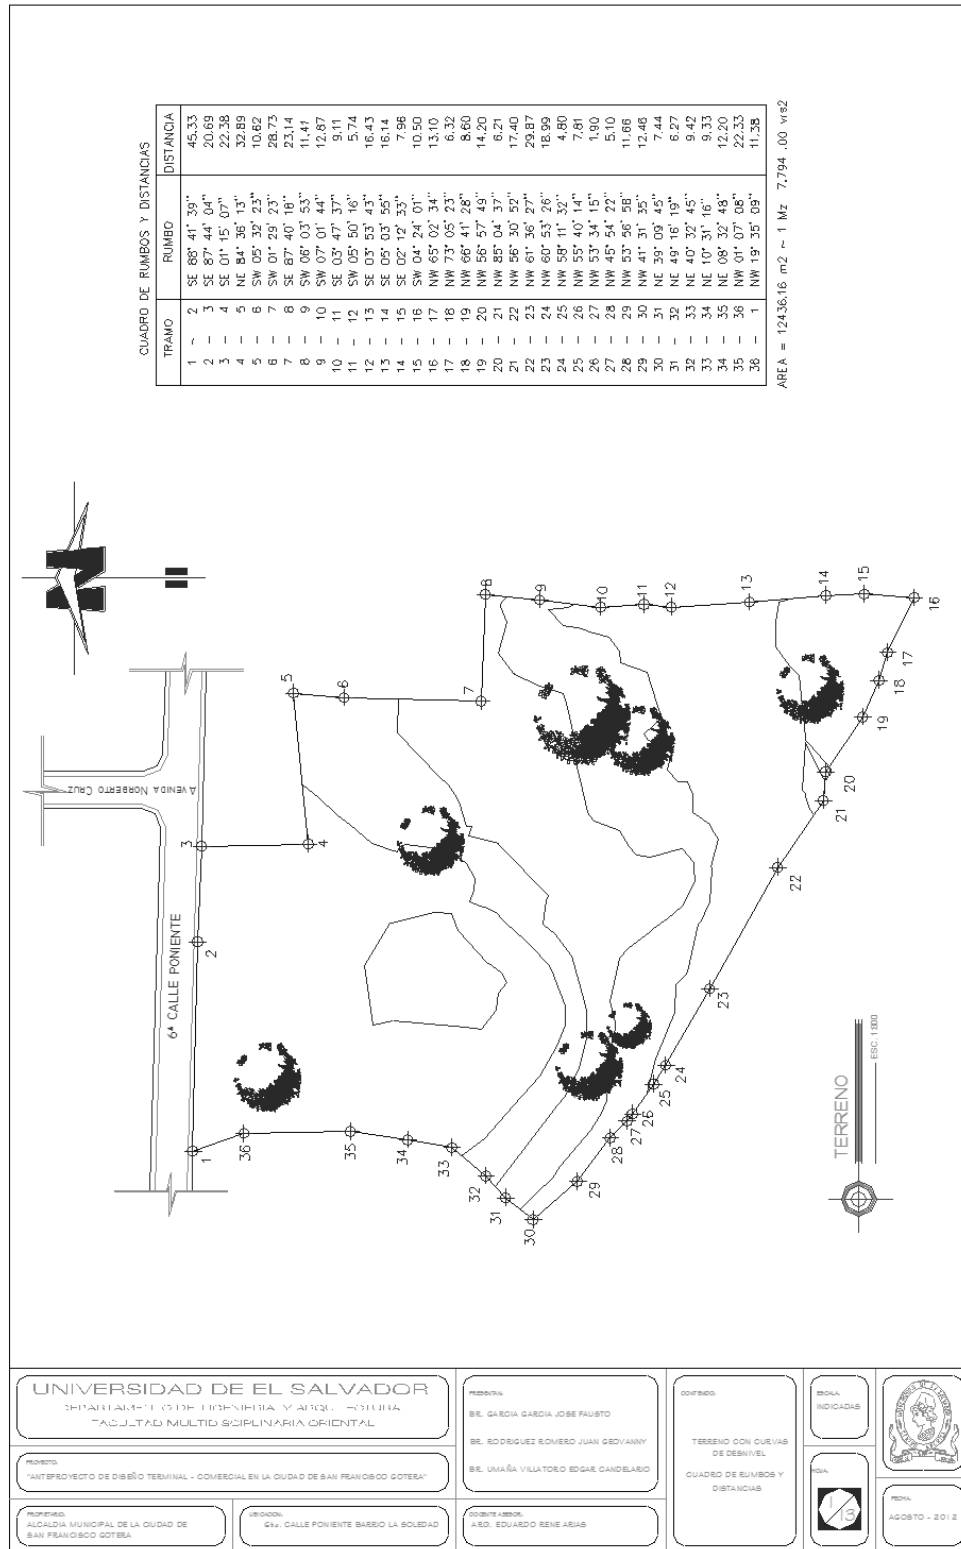 CUADRO DE RUMBOS Y DISTANCIAS
TRAMO RUMBO DISTANCIA
1 - 2 SE 88° 41' 39" 45.33
2 - 3 SE 87° 44' 04" 20.69
3 - 4 SE 01° 15' 07" 22.38
4 - 5 NE 84° 36' 13" 32.89
5 - 6 SW 05° 32' 23" 10.62
6 - 7 SW 01° 29' 23" 28.73
7 - 8 SE 87° 40' 18" 23.14
8 - 9 SW 06° 03' 53" 11.41
9 - 10 SW 07° 01' 44" 12.87
10 - 11 SE 03° 47' 37" 9.11
11 - 12 SW 05° 50' 16" 5.74
12 - 13 SE 03° 53' 43" 16.43
13 - 14 SE 05° 03' 55" 16.14
14 - 15 SE 02° 12' 33" 7.96
15 - 16 SW 04° 24' 01" 10.50
16 - 17 NW 65° 02' 34" 13.10
17 - 18 NW 73° 05' 23" 6.32
18 - 19 NW 66° 41' 28" 8.60
19 - 20 NW 56° 57' 49" 14.20
20 - 21 NW 85° 04' 37" 6.21
21 - 22 NW 56° 30' 52" 17.40
22 - 23 NW 61° 36' 27" 29.87
23 - 24 NW 60° 53' 26" 18.99
24 - 25 NW 58° 11' 32" 4.80
25 - 26 NW 55° 40' 14" 7.81
26 - 27 NW 53° 34' 15" 1.90
27 - 28 NW 45° 54' 22" 5.10
28 - 29 NW 53° 56' 58" 11.66
29 - 30 NW 41° 31' 35" 12.46
30 - 31 NE 39° 09' 45" 7.44
31 - 32 NE 49° 16' 19" 6.27
32 - 33 NE 40° 32' 45" 9.42
33 - 34 NE 10° 31' 16" 9.33
34 - 35 NE 08° 32' 48" 12.20
35 - 36 NW 01° 07' 08" 22.33
36 - 1 NW 19° 35' 09" 11.38
AREA = 12436.16 m2 ~ 1 Mz 7,794 .00 vrs2
N
AVENIDA NORBERTO CRUZ
6ª CALLE PONIENTE
1
2
3
4
5
6
7
8
9
10
11
12
13
14
15
16
17
18
19
20
21
22
23
24
25
26
27
28
29
30
31
32
33
34
35
36
TERRENO
ESC. 1:800
UNIVERSIDAD DE EL SALVADOR
DEPARTAMENTO DE INGENIERIA Y ARQUITECTURA
FACULTAD MULTIDISCIPLINARIA ORIENTAL
PROYECTO:
"ANTEPROYECTO DE DISEÑO TERMINAL - COMERCIAL EN LA CIUDAD DE SAN FRANCISCO GOTERA"
PROPIETARIO:
ALCALDIA MUNICIPAL DE LA CIUDAD DE
SAN FRANCISCO GOTERA
UBICACION:
6ta. CALLE PONIENTE BARRIO LA SOLEDAD
PRESENTAN:
BR. GARCIA GARCIA JOSE FAUSTO
BR. RODRIGUEZ ROMERO JUAN GEOVANNY
BR. UMAÑA VILLATORO EDGAR CANDELARIO
DOCENTE ASESOR:
ARQ. EDUARDO RENE ARIAS
CONTENIDO:
TERRENO CON CURVAS
DE DESNIVEL
CUADRO DE RUMBOS Y
DISTANCIAS
ESCALA:
INDICADAS
HOJA:
1/13
FECHA:
AGOSTO - 2012